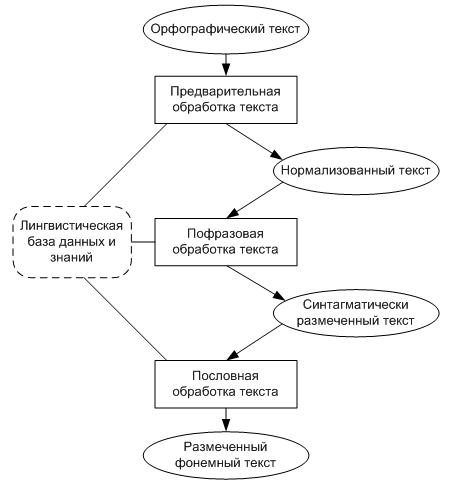 Орфографический текст
Предварительная
обработка текста
Нормализованный текст
Лингвистическая
база данных и
знаний
Пофразовая
обработка текста
Синтагматически
размеченный текст
Пословная
обработка текста
Размеченный
фонемный текст